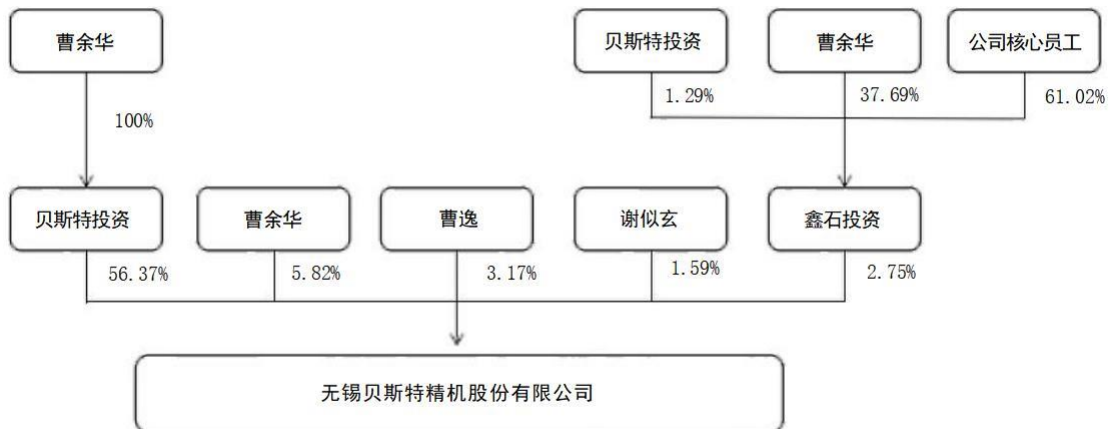 曹余华
贝斯特投资
曹余华
公司核心员工
1.29%
37.69%
61.02%
100%
贝斯特投资
曹余华
曹逸
谢似玄
鑫石投资
56.37%
5.82%
3.17%
1.59%
2.75%
无锡贝斯特精机股份有限公司